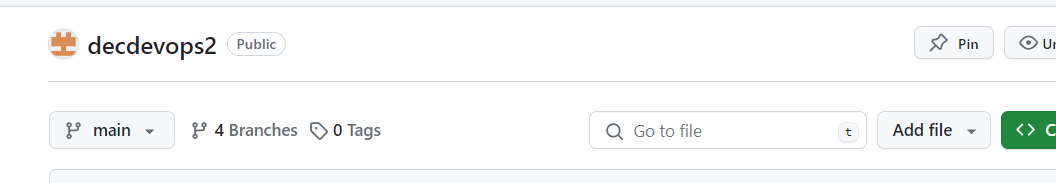 decdevops2 Public Pin
main 4 Branches 0 Tags Go to file t Add file